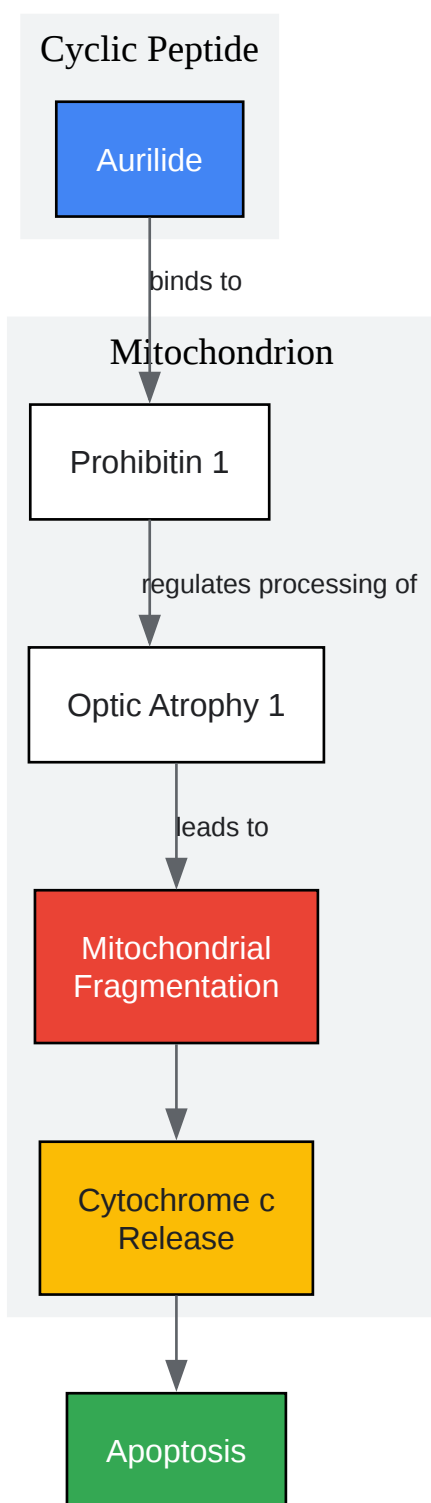 Cyclic Peptide
Aurilide
binds to
Mitochondrion
Prohibitin 1
regulates processing of
Optic Atrophy 1
leads to
Mitochondrial
Fragmentation
Cytochrome c
Release
Apoptosis